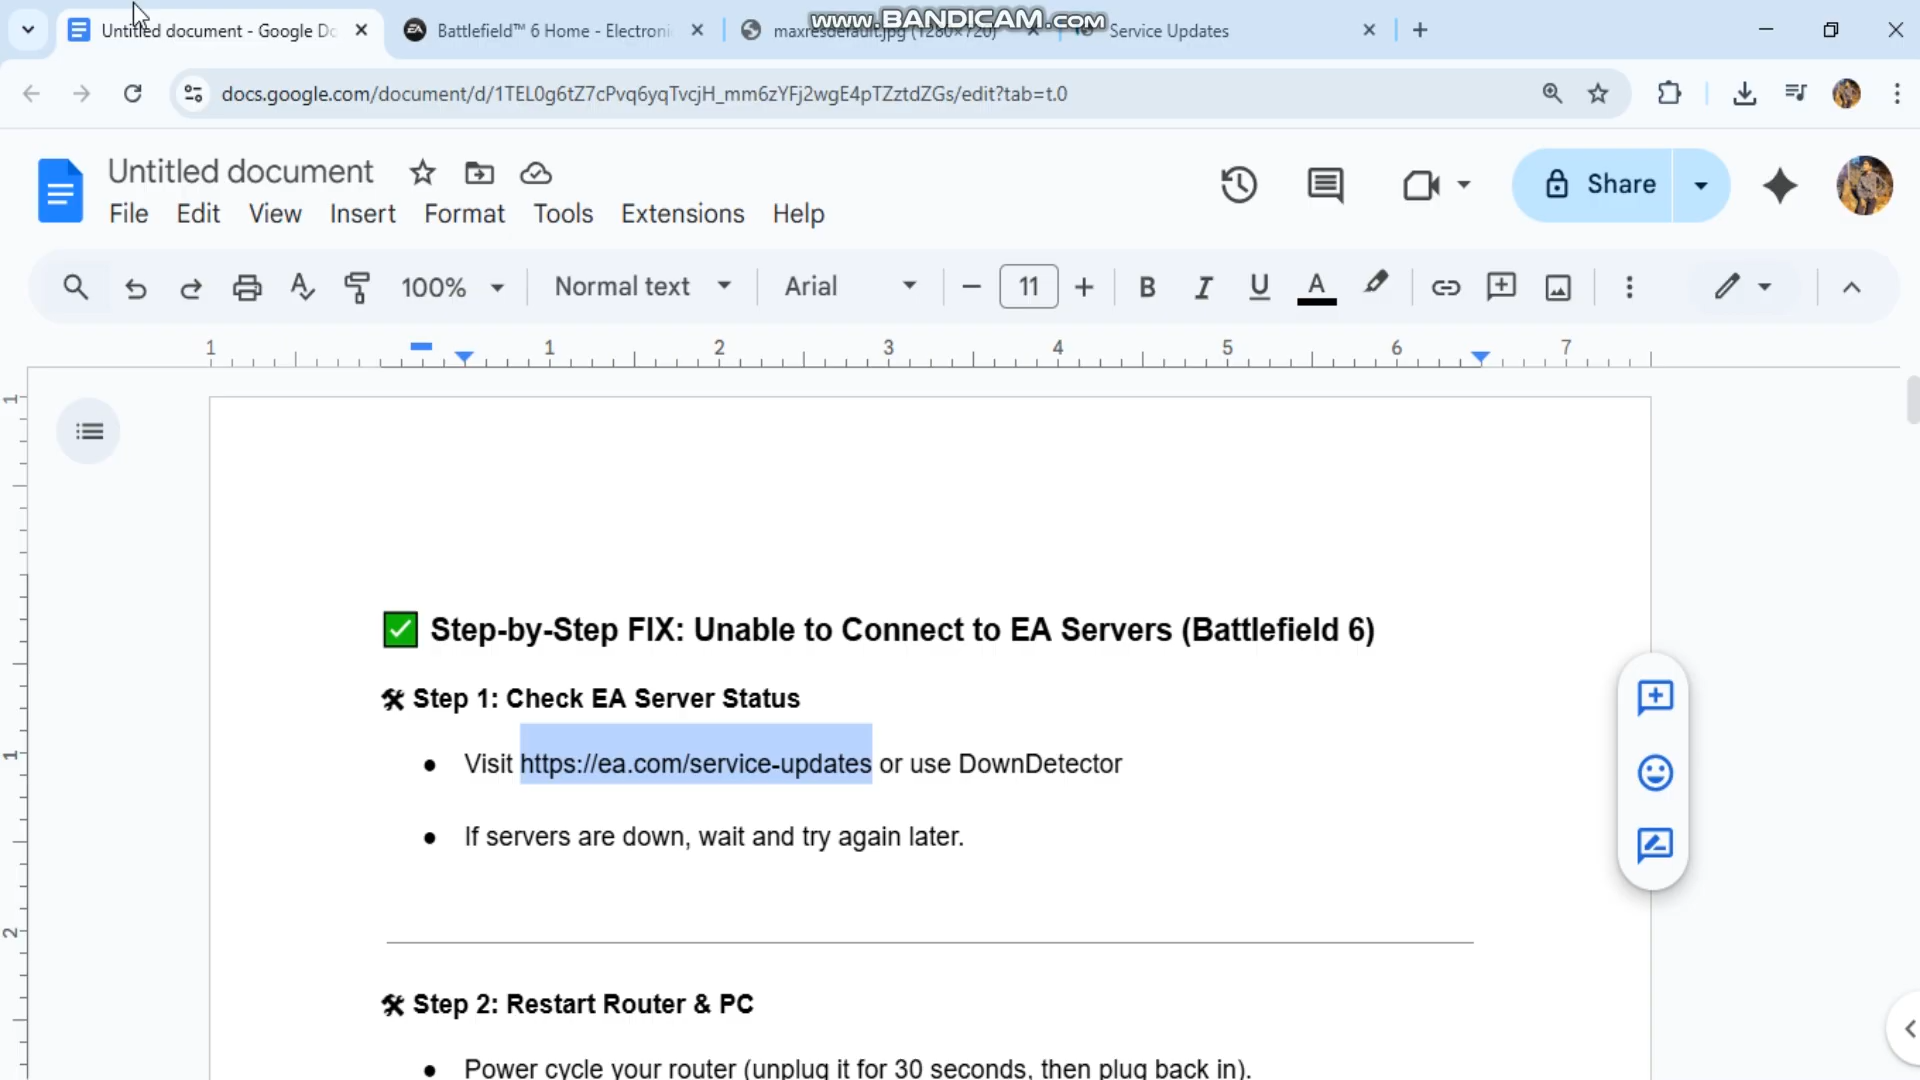 Untitled document - Google Do
Battlefield™ 6 Home - Electroni
maxresdefault.jpg (1280×720)
Service Updates
www.BANDICAM.com
docs.google.com/document/d/1TEL0g6tZ7cPvq6yqTvcjH_mm6zYFj2wgE4pTZztdZGs/edit?tab=t.0
Untitled document
Share
File Edit View Insert Format Tools Extensions Help
100% Normal text Arial 11 B I U A
1 1 2 3 4 5 6 7
1
1
2
Step-by-Step FIX: Unable to Connect to EA Servers (Battlefield 6)
Step 1: Check EA Server Status
● Visit https://ea.com/service-updates or use DownDetector
● If servers are down, wait and try again later.
Step 2: Restart Router & PC
● Power cycle your router (unplug it for 30 seconds, then plug back in).